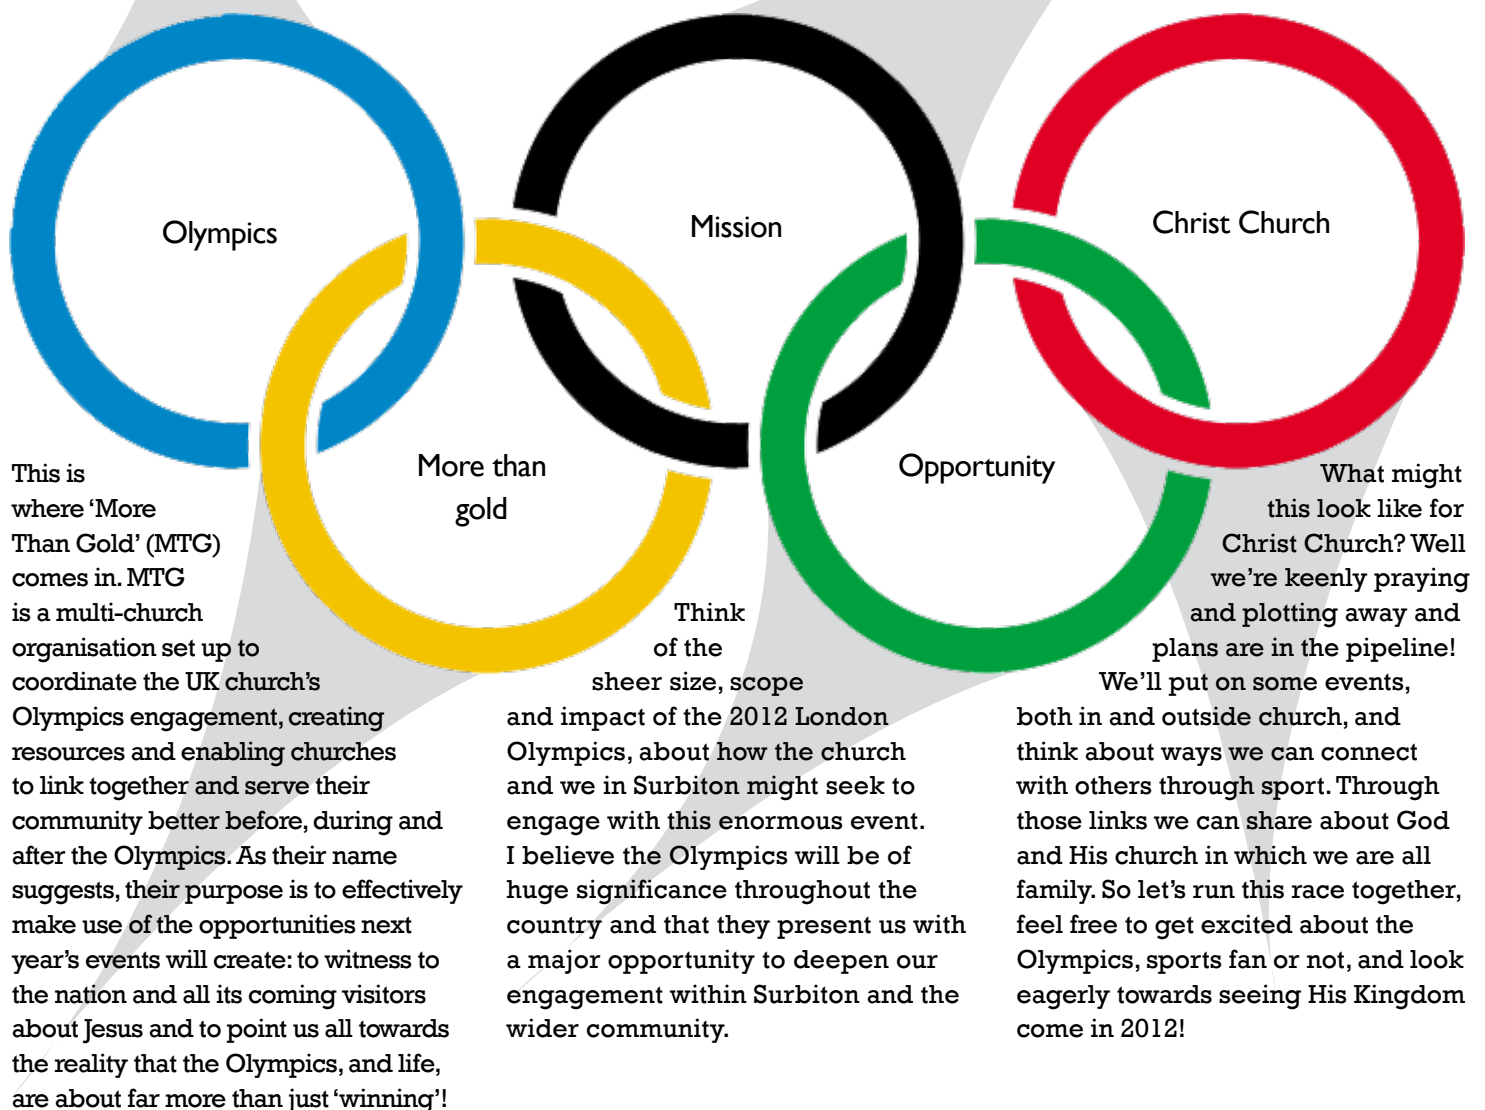 Olympics
Mission
Christ Church
More than
gold
Opportunity
This is
where ‘More
Than Gold’ (MTG)
comes in. MTG
is a multi-church
organisation set up to
coordinate the UK church’s
Olympics engagement, creating
resources and enabling churches
to link together and serve their
community better before, during and
after the Olympics. As their name
suggests, their purpose is to effectively
make use of the opportunities next
year’s events will create: to witness to
the nation and all its coming visitors
about Jesus and to point us all towards
the reality that the Olympics, and life,
are about far more than just ‘winning’!
Think
of the
sheer size, scope
and impact of the 2012 London
Olympics, about how the church
and we in Surbiton might seek to
engage with this enormous event.
I believe the Olympics will be of
huge significance throughout the
country and that they present us with
a major opportunity to deepen our
engagement within Surbiton and the
wider community.
What might
this look like for
Christ Church? Well
we’re keenly praying
and plotting away and
plans are in the pipeline!
We’ll put on some events,
both in and outside church, and
think about ways we can connect
with others through sport. Through
those links we can share about God
and His church in which we are all
family. So let’s run this race together,
feel free to get excited about the
Olympics, sports fan or not, and look
eagerly towards seeing His Kingdom
come in 2012!